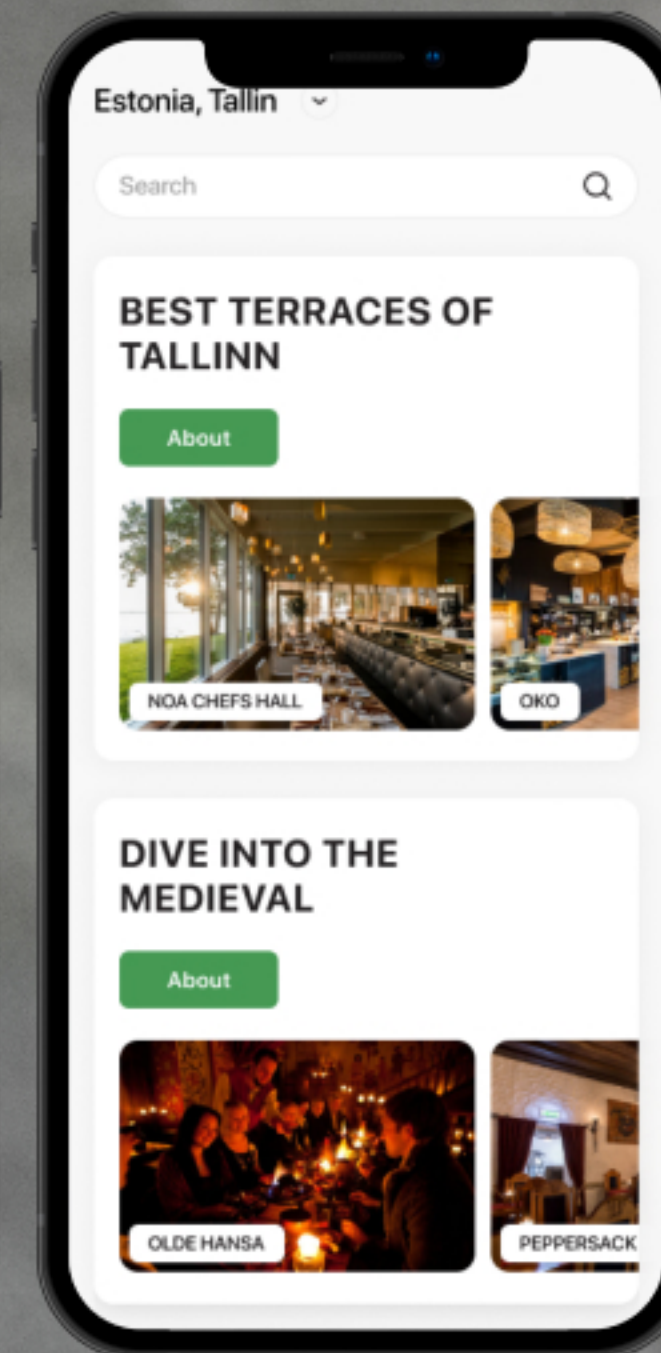 Estonia, Tallin
Search
BEST TERRACES OF
TALLINN
About
NOA CHEFS HALL
OKO
DIVE INTO THE
MEDIEVAL
About
OLDE HANSA
PEPPERSACK